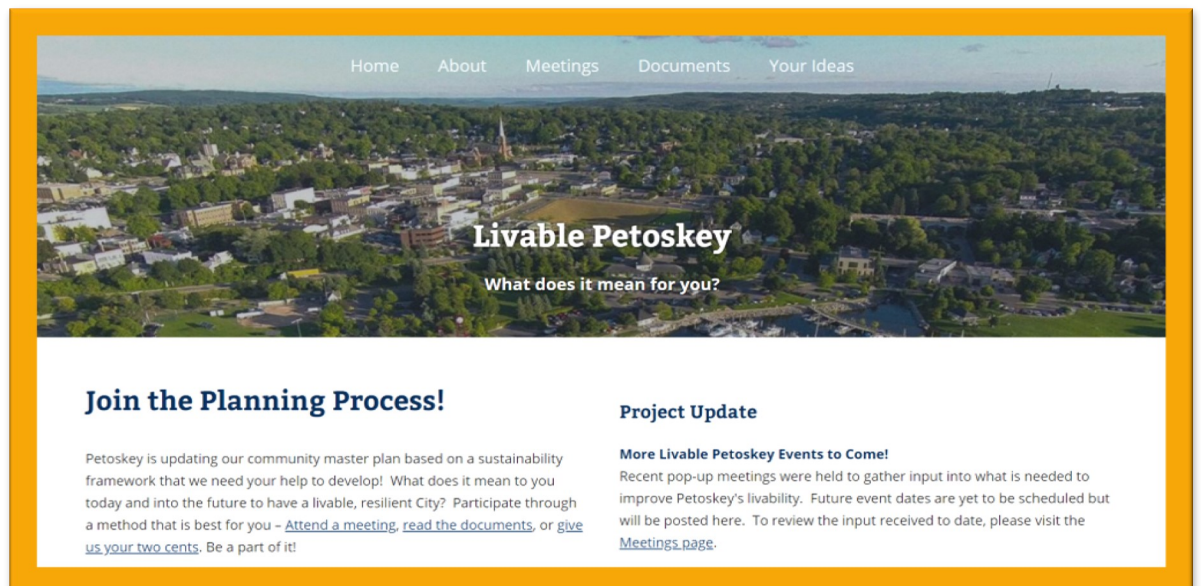 Home About Meetings Documents Your Ideas
Livable Petoskey
What does it mean for you?
Join the Planning Process!
Petoskey is updating our community master plan based on a sustainability
framework that we need your help to develop! What does it mean to you
today and into the future to have a livable, resilient City? Participate through
a method that is best for you – Attend a meeting, read the documents, or give
us your two cents. Be a part of it!
Project Update
More Livable Petoskey Events to Come!
Recent pop-up meetings were held to gather input into what is needed to
improve Petoskey's livability. Future event dates are yet to be scheduled but
will be posted here. To review the input received to date, please visit the
Meetings page.